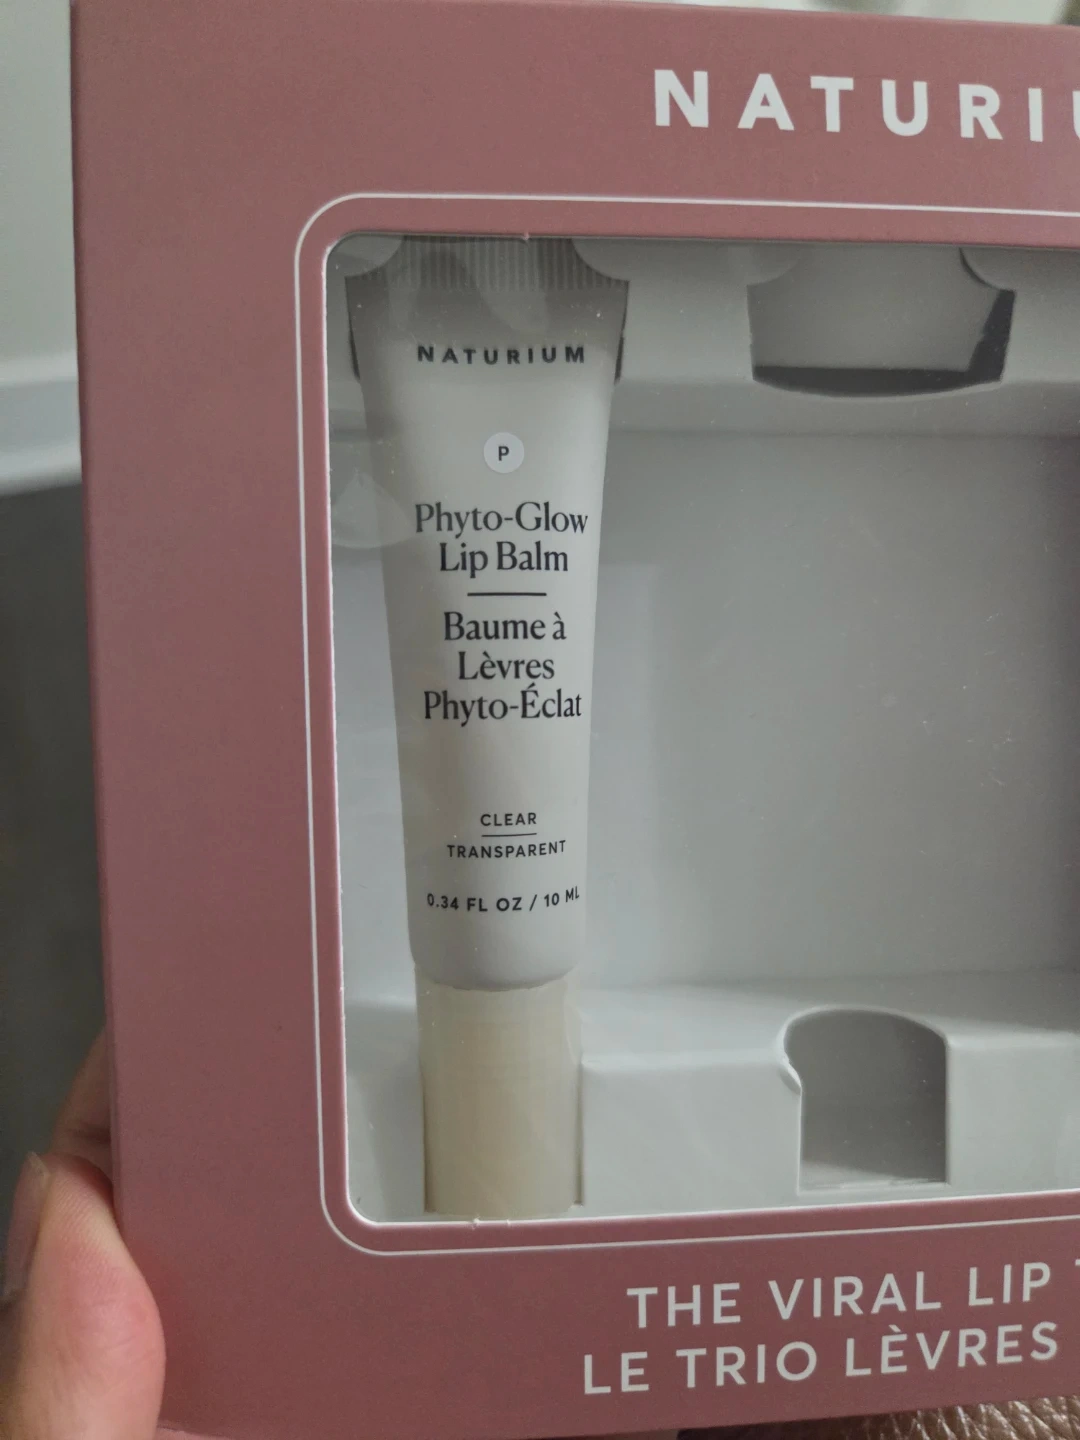 NATURIU
NATURIUM
P
Phyto-Glow
Lip Balm
Baume à
Lèvres
Phyto-Éclat
CLEAR
TRANSPARENT
0.34 FL OZ / 10 ML
THE VIRAL LIP T
LE TRIO LÈVRES